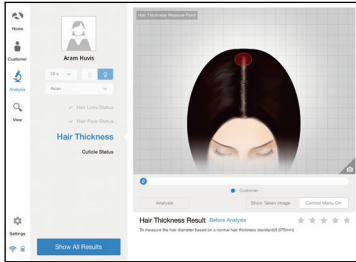 Home
Customer
Analysis
View
Settings
Aram Huvis
Asian
Hair Loss Status
Hair Pore Status
Hair Thickness
Cuticle Status
Show All Results
Hair Thickness Measure Point
Customer
Analysis
Show Taken Image
Control Menu On
Hair Thickness Result Before Analysis
To measure the hair diameter based on a normal hair thickness standard(0.075mm).